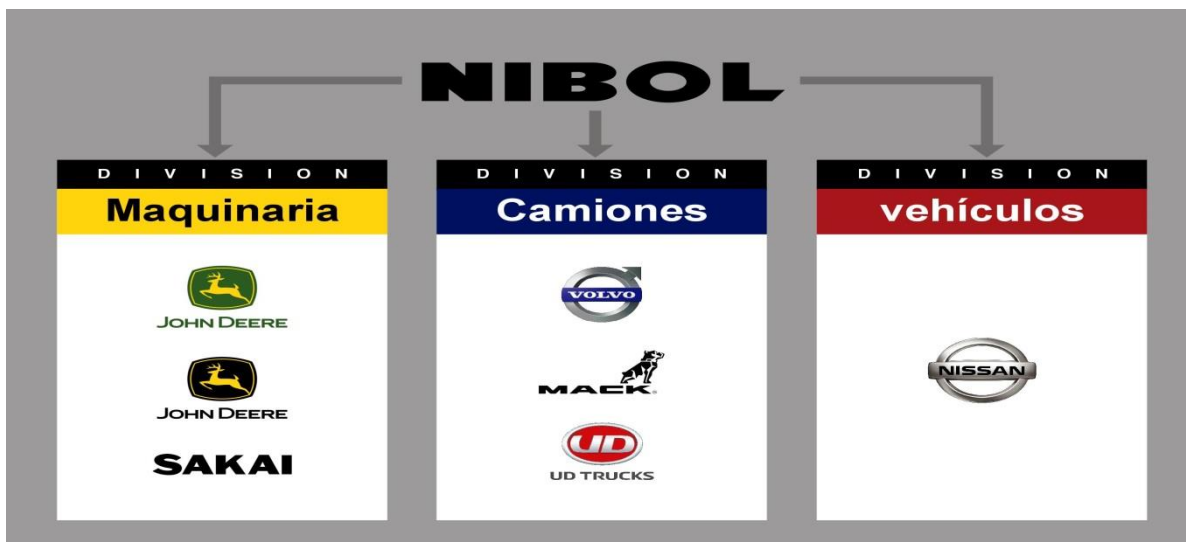 NIBOL
DIVISION
Maquinaria
JOHN DEERE
JOHN DEERE
SAKAI
DIVISION
Camiones
VOLVO
MACK
UD
UD TRUCKS
DIVISION
vehículos
NISSAN